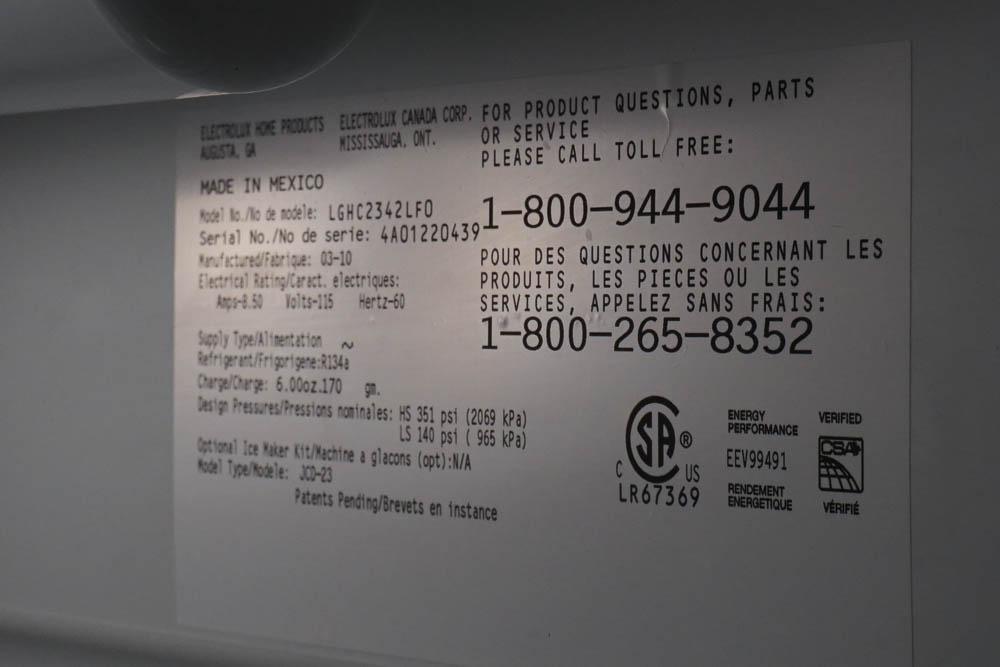 ELECTROLUX HOME PRODUCTS
AUGUSTA, GA
ELECTROLUX CANADA CORP.
MISSISSAUGA, ONT.
MADE IN MEXICO
Model No./No de modele: LGHC2342LF0
Serial No./No de serie: 4A01220439
Manufactured/Fabrique: 03-10
Electrical Rating/Caract. electriques:
Amps-8.50 Volts-115 Hertz-60
Supply Type/Alimentation ~
Refrigerant/Frigorigene:R134a
Charge/Charge: 6.00oz.170 gm.
Design Pressures/Pressions nominales: HS 351 psi (2069 kPa)
LS 140 psi ( 965 kPa)
Optional Ice Maker Kit/Machine a glacons (opt):N/A
Model Type/Modele: JCD-23
Patents Pending/Brevets en instance
FOR PRODUCT QUESTIONS, PARTS
OR SERVICE
PLEASE CALL TOLL FREE:
1-800-944-9044
POUR DES QUESTIONS CONCERNANT LES
PRODUITS, LES PIECES OU LES
SERVICES, APPELEZ SANS FRAIS:
1-800-265-8352
C SA ® US
LR67369
ENERGY
PERFORMANCE
EEV99491
RENDEMENT
ENERGETIQUE
VERIFIED
CSA
VÉRIFIÉ